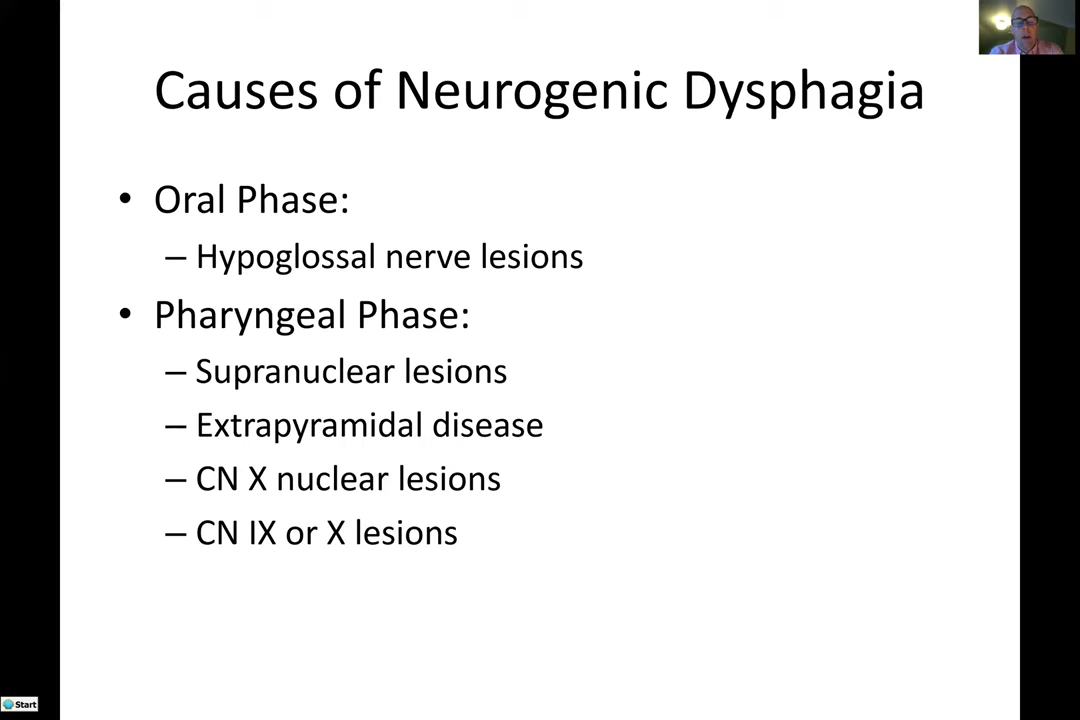 Causes of Neurogenic Dysphagia
• Oral Phase:
– Hypoglossal nerve lesions
• Pharyngeal Phase:
– Supranuclear lesions
– Extrapyramidal disease
– CN X nuclear lesions
– CN IX or X lesions
Start